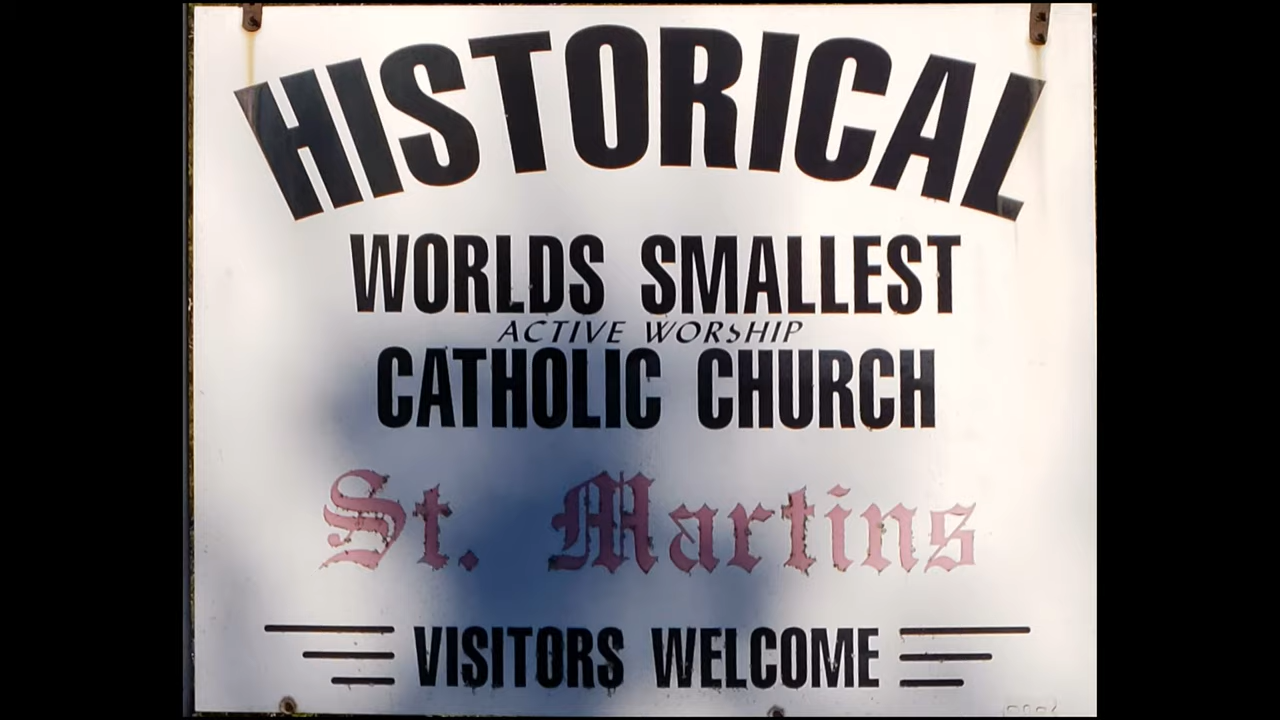 HISTORICAL
WORLDS SMALLEST
ACTIVE WORSHIP
CATHOLIC CHURCH
St. Martins
VISITORS WELCOME